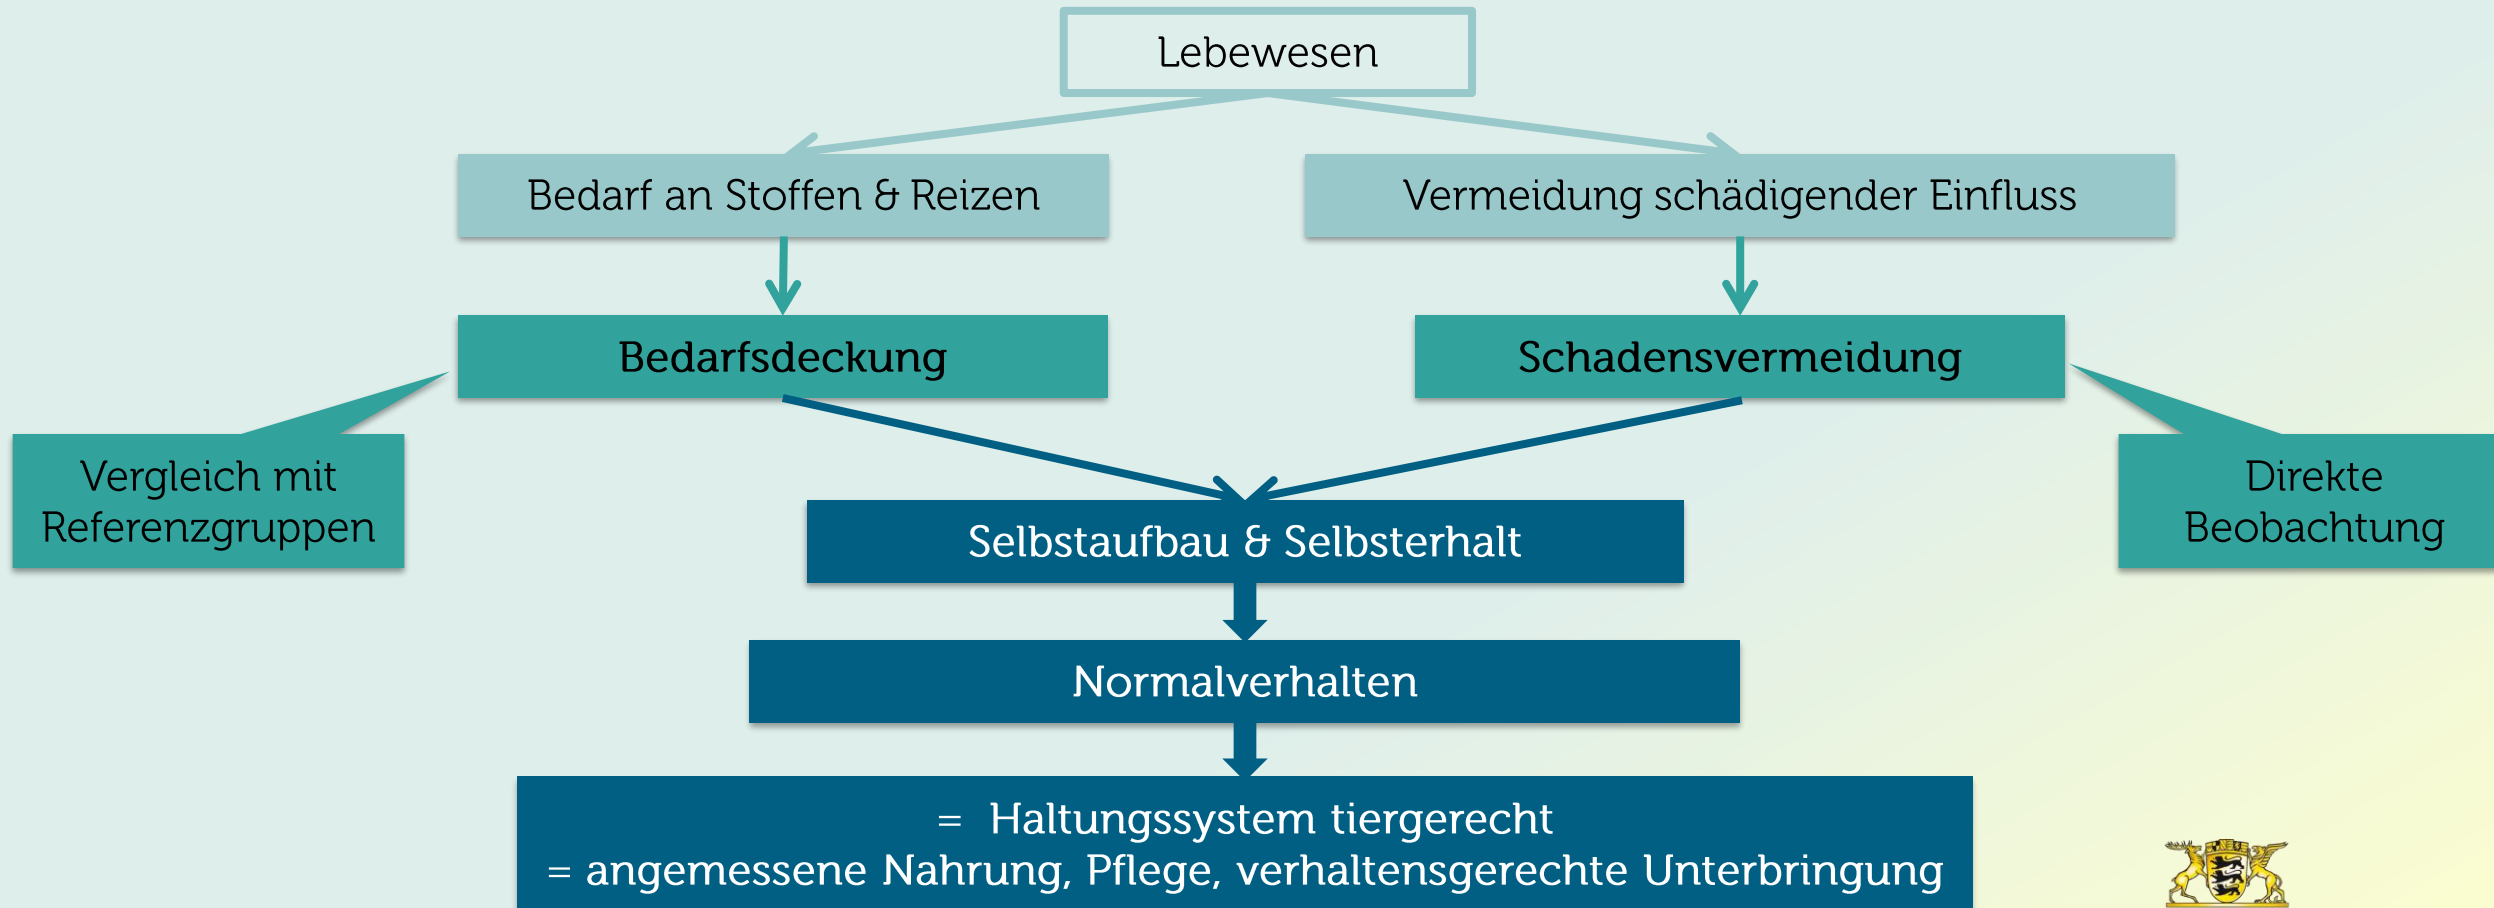 Lebewesen
Bedarf an Stoffen & Reizen
Vermeidung schädigender Einfluss
Bedarfsdeckung
Schadensvermeidung
Vergleich mit
Referenzgruppen
Direkte
Beobachtung
Selbstaufbau & Selbsterhalt
Normalverhalten
= Haltungssystem tiergerecht
= angemessene Nahrung, Pflege, verhaltensgerechte Unterbringung